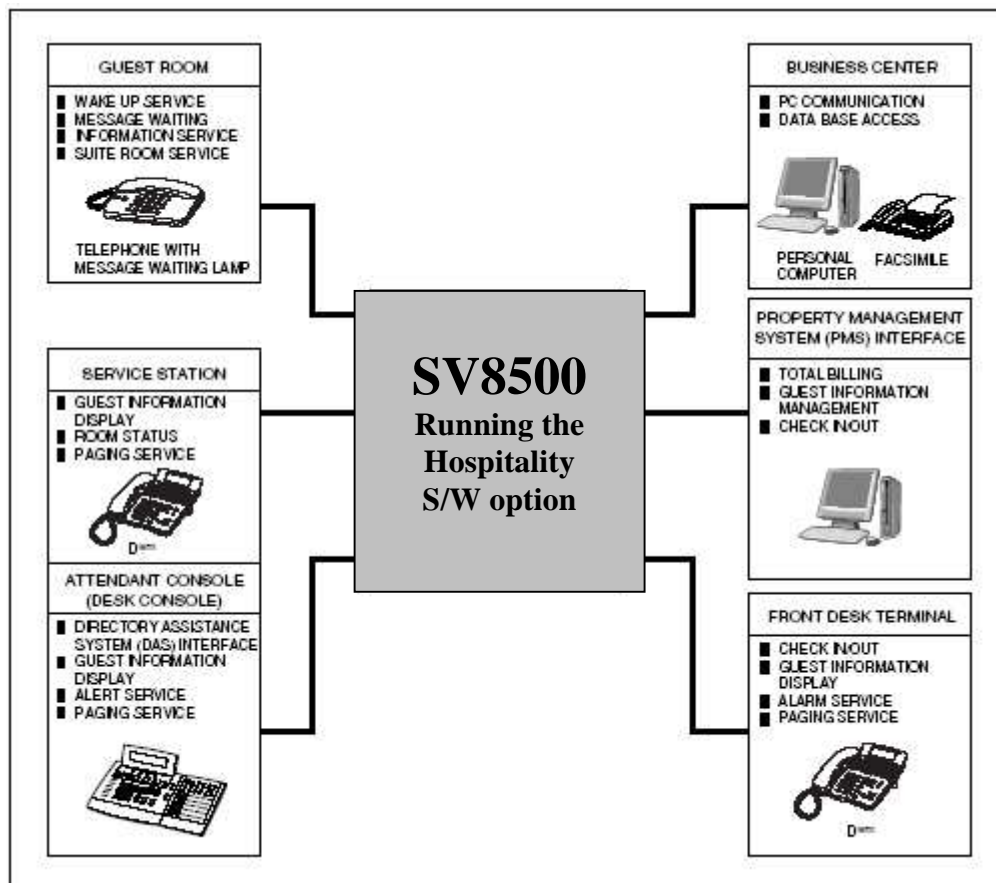 GUEST ROOM
WAKE UP SERVICE
MESSAGE WAITING
INFORMATION SERVICE
SUITE ROOM SERVICE
TELEPHONE WITH
MESSAGE WAITING LAMP
SERVICE STATION
GUEST INFORMATION
DISPLAY
ROOM STATUS
PAGING SERVICE
ATTENDANT CONSOLE
(DESK CONSOLE)
DIRECTORY ASSISTANCE
SYSTEM (DAS) INTERFACE
GUEST INFORMATION
DISPLAY
ALERT SERVICE
PAGING SERVICE
SV8500
Running the
Hospitality
S/W option
BUSINESS CENTER
PC COMMUNICATION
DATA BASE ACCESS
PERSONAL
COMPUTER
FACSIMILE
PROPERTY MANAGEMENT
SYSTEM (PMS) INTERFACE
TOTAL BILLING
GUEST INFORMATION
MANAGEMENT
CHECK IN/OUT
FRONT DESK TERMINAL
CHECK IN/OUT
GUEST INFORMATION
DISPLAY
ALARM SERVICE
PAGING SERVICE